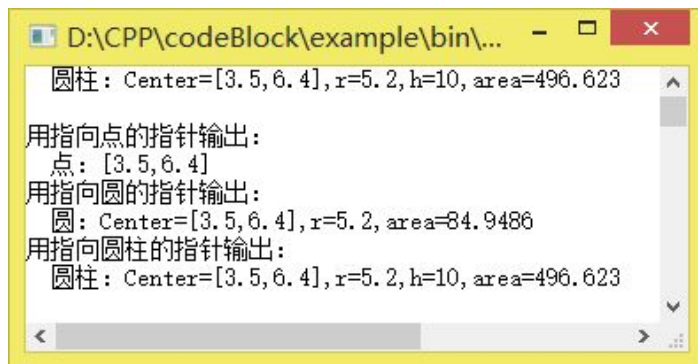 D:\CPP\codeBlock\example\bin\...
圆柱: Center=[3.5,6.4],r=5.2,h=10,area=496.623
用指向点的指针输出:
点: [3.5,6.4]
用指向圆的指针输出:
圆: Center=[3.5,6.4],r=5.2,area=84.9486
用指向圆柱的指针输出:
圆柱: Center=[3.5,6.4],r=5.2,h=10,area=496.623